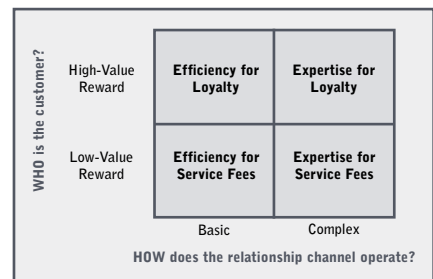 WHO is the customer?
High-Value
Reward
Efficiency for
Loyalty
Expertise for
Loyalty
Low-Value
Reward
Efficiency for
Service Fees
Expertise for
Service Fees
Basic
Complex
HOW does the relationship channel operate?